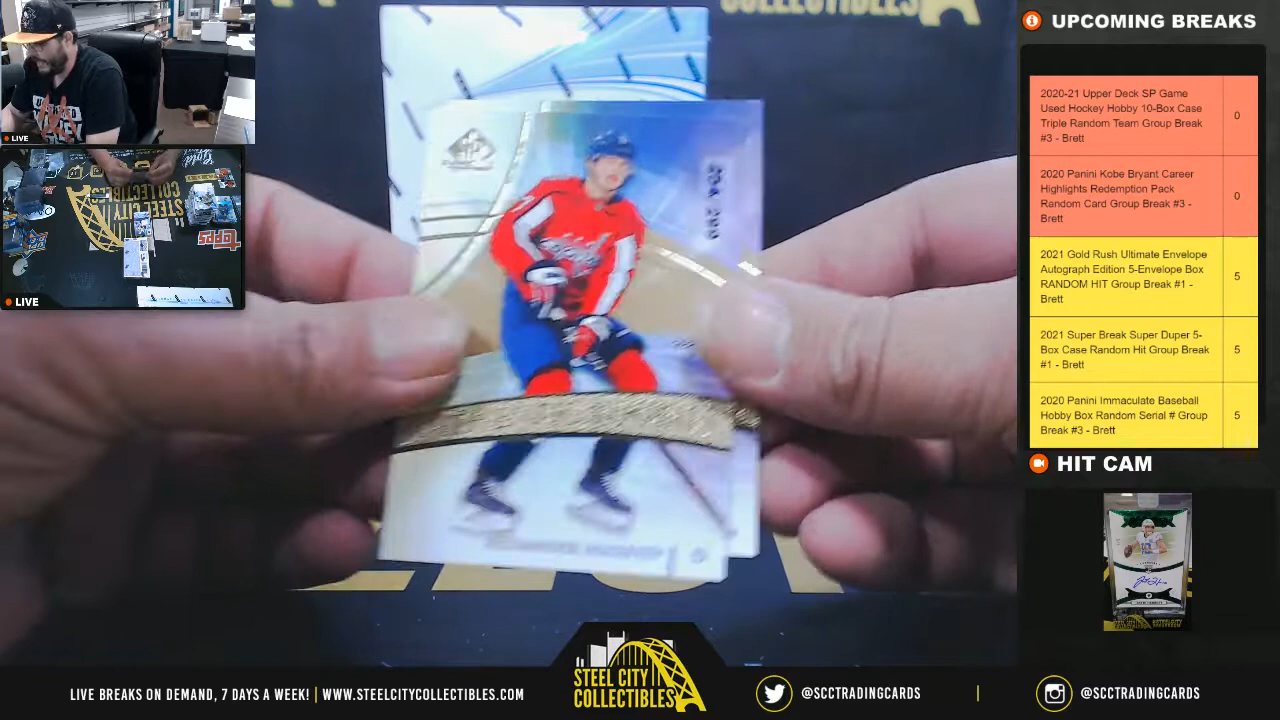 COLLECTIBLES
UPCOMING BREAKS
2020-21 Upper Deck SP Game
Used Hockey Hobby 10-Box Case
Triple Random Team Group Break
#3 - Brett
0
2020 Panini Kobe Bryant Career
Highlights Redemption Pack
Random Card Group Break #3 -
Brett
0
2021 Gold Rush Ultimate Envelope
Autograph Edition 5-Envelope Box
RANDOM HIT Group Break #1 -
Brett
5
2021 Super Break Super Duper 5-
Box Case Random Hit Group Break
#1 - Brett
5
2020 Panini Immaculate Baseball
Hobby Box Random Serial # Group
Break #3 - Brett
5
HIT CAM
LIVE
STEEL CITY
topps
LIVE
SP
LIVE BREAKS ON DEMAND, 7 DAYS A WEEK! | WWW.STEELCITYCOLLECTIBLES.COM
STEEL CITY
COLLECTIBLES
@SCCTRADINGCARDS
@SCCTRADINGCARDS